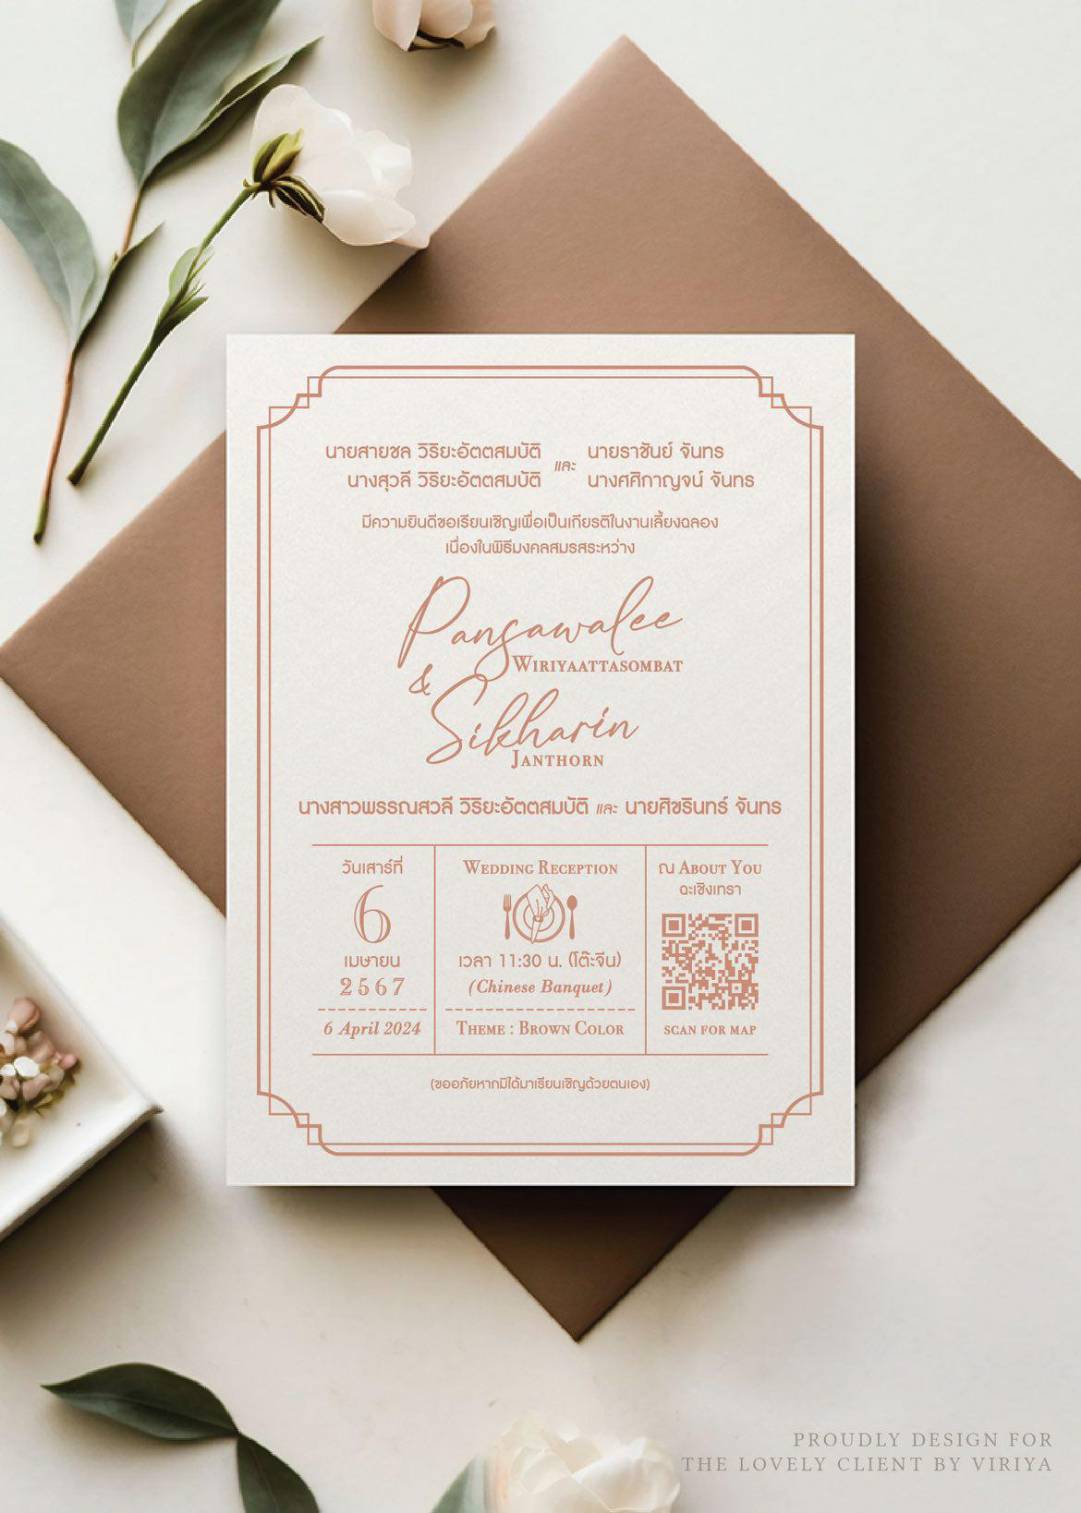 นายสายชล วิริยะอัตตสมบัติ
นางสุวลี วิริยะอัตตสมบัติ
และ
นายราชันย์ จันทร
นางศศิกาญจน์ จันทร
มีความยินดีขอเรียนเชิญเพื่อเป็นเกียรติในงานเลี้ยงฉลอง
เนื่องในพิธีมงคลสมรสระหว่าง
Pansawalee
WIRIYAATTASOMBAT
&
Sikharin
JANTHORN
นางสาวพรรณสวลี วิริยะอัตตสมบัติ และ นายศิขรินทร์ จันทร
วันเสาร์ที่
6
เมษายน
2567
6 April 2024
WEDDING RECEPTION
เวลา 11:30 น. (โต๊ะจีน)
(Chinese Banquet)
THEME : BROWN COLOR
ณ ABOUT YOU
ฉะเชิงเทรา
SCAN FOR MAP
(ขออภัยหากมิได้มาเรียนเชิญด้วยตนเอง)
PROUDLY DESIGN FOR
THE LOVELY CLIENT BY VIRIYA